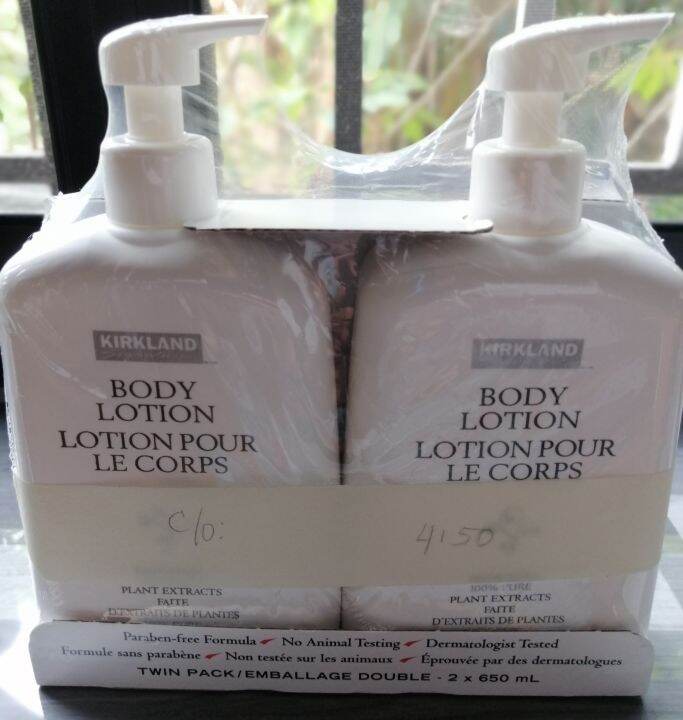 KIRKLAND
BODY
LOTION
LOTION POUR
LE CORPS
KIRKLAND
BODY
LOTION
LOTION POUR
LE CORPS
c/o:
4150
PLANT EXTRACTS
FAITE
D'EXTRAITS DE PLANTES
100% PURE
PLANT EXTRACTS
FAITE
D'EXTRAITS DE PLANTES
Paraben-free Formula No Animal Testing Dermatologist Tested
Formule sans parabène Non testée sur les animaux Éprouvée par des dermatologues
TWIN PACK/EMBALLAGE DOUBLE - 2 x 650 mL